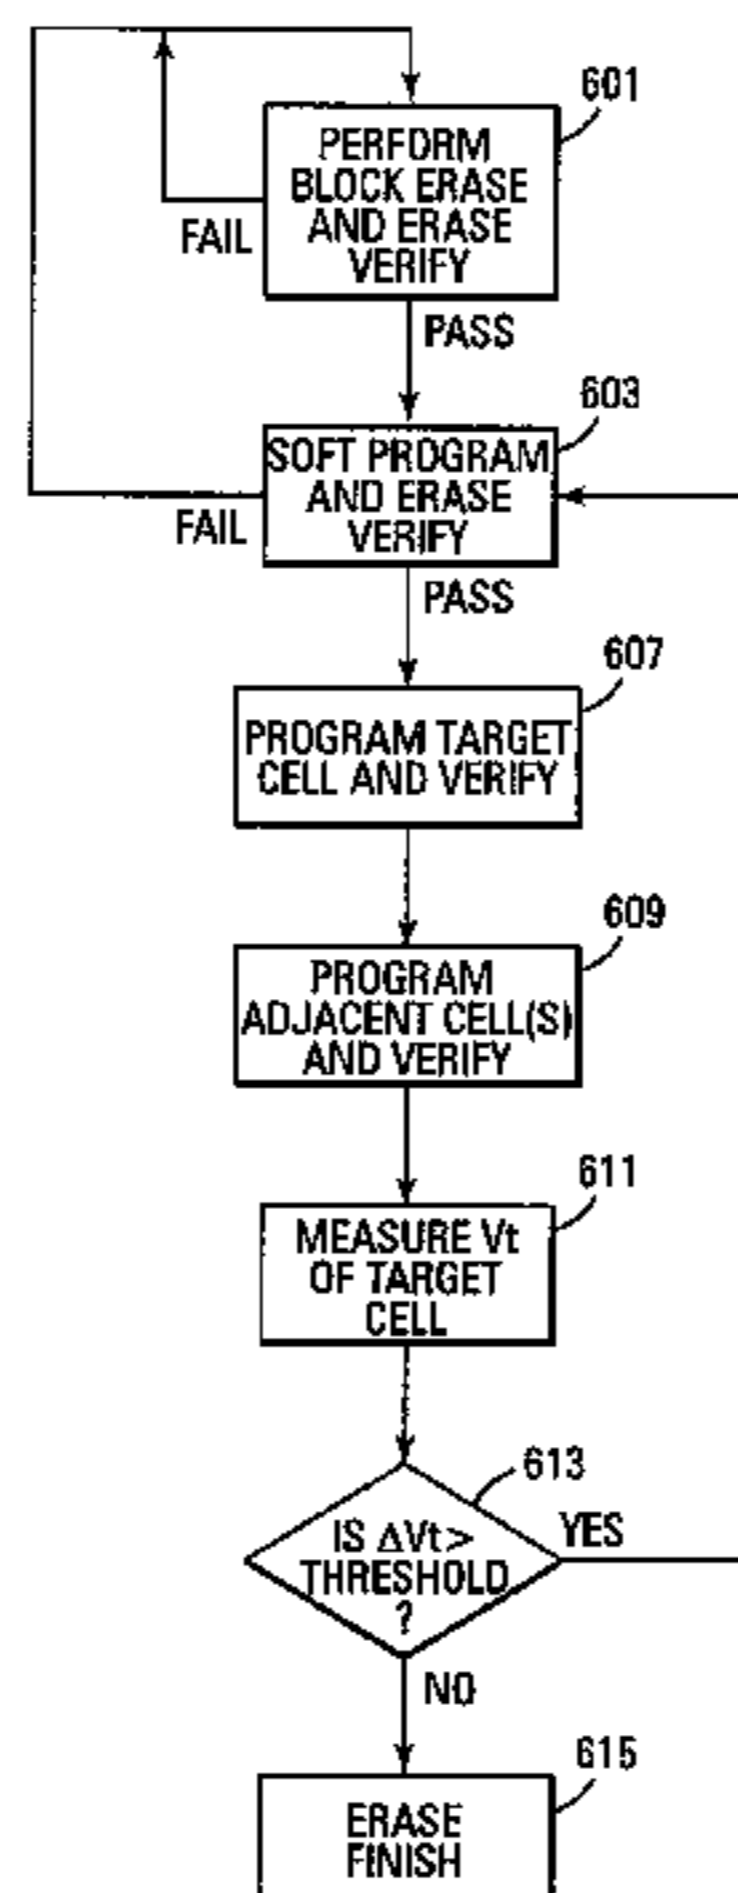 601
PERFORM
BLOCK ERASE
AND ERASE
VERIFY
FAIL
PASS
603
SOFT PROGRAM
AND ERASE
VERIFY
FAIL
PASS
607
PROGRAM TARGET
CELL AND VERIFY
609
PROGRAM
ADJACENT CELL(S)
AND VERIFY
611
MEASURE Vt
OF TARGET
CELL
613
IS ΔVt >
THRESHOLD
?
YES
NO
615
ERASE
FINISH